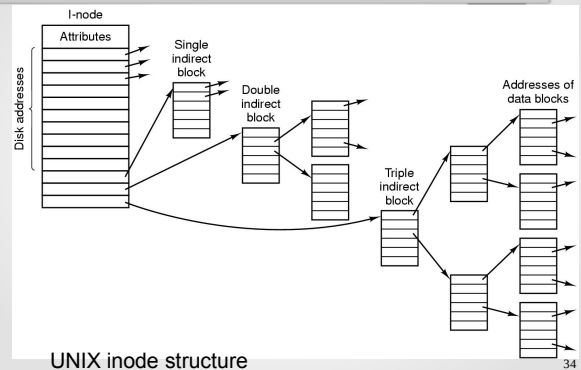 I-node
Attributes
Disk addresses
Single
indirect
block
Double
indirect
block
Triple
indirect
block
Addresses of
data blocks
UNIX inode structure
34